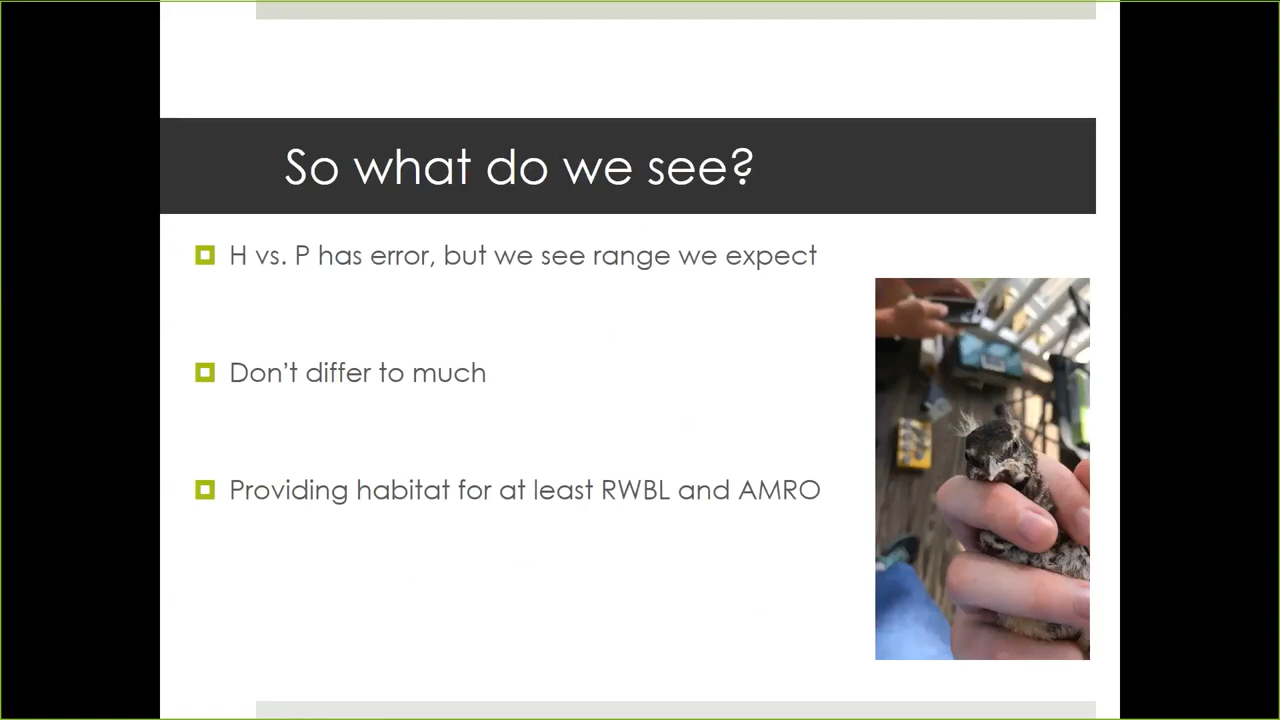 So what do we see?
H vs. P has error, but we see range we expect
Don't differ to much
Providing habitat for at least RWBL and AMRO